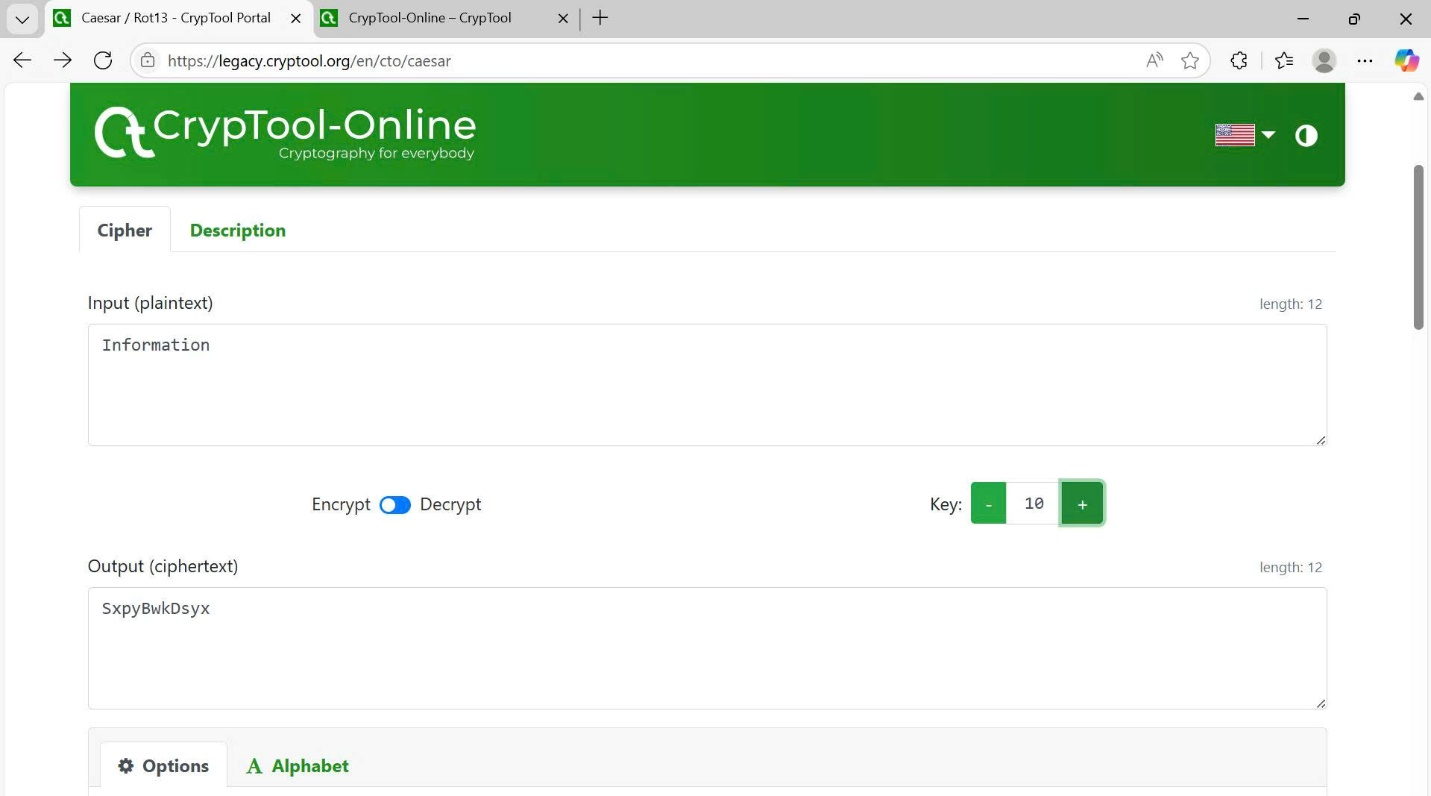 Caesar / Rot13 - CrypTool Portal
CrypTool-Online – CrypTool
https://legacy.cryptool.org/en/cto/caesar
CrypTool-Online
Cryptography for everybody
Cipher
Description
Input (plaintext)
length: 12
Information
Encrypt
Decrypt
Key:
-
10
+
Output (ciphertext)
length: 12
SxpyBwkDsyx
Options
A Alphabet